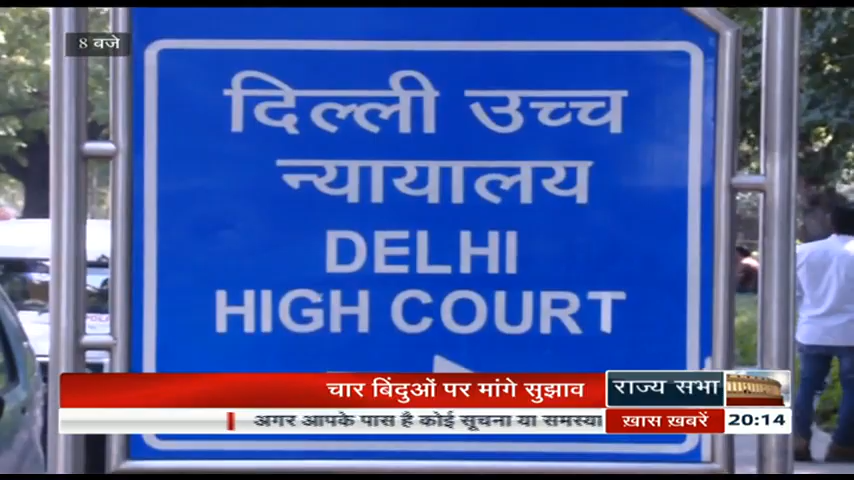 8 बजे
दिल्ली उच्च
न्यायालय
DELHI
HIGH COURT
चार बिंदुओं पर मांगे सुझाव
राज्य सभा
अगर आपके पास है कोई सूचना या समस्या
ख़ास ख़बरें
20:14